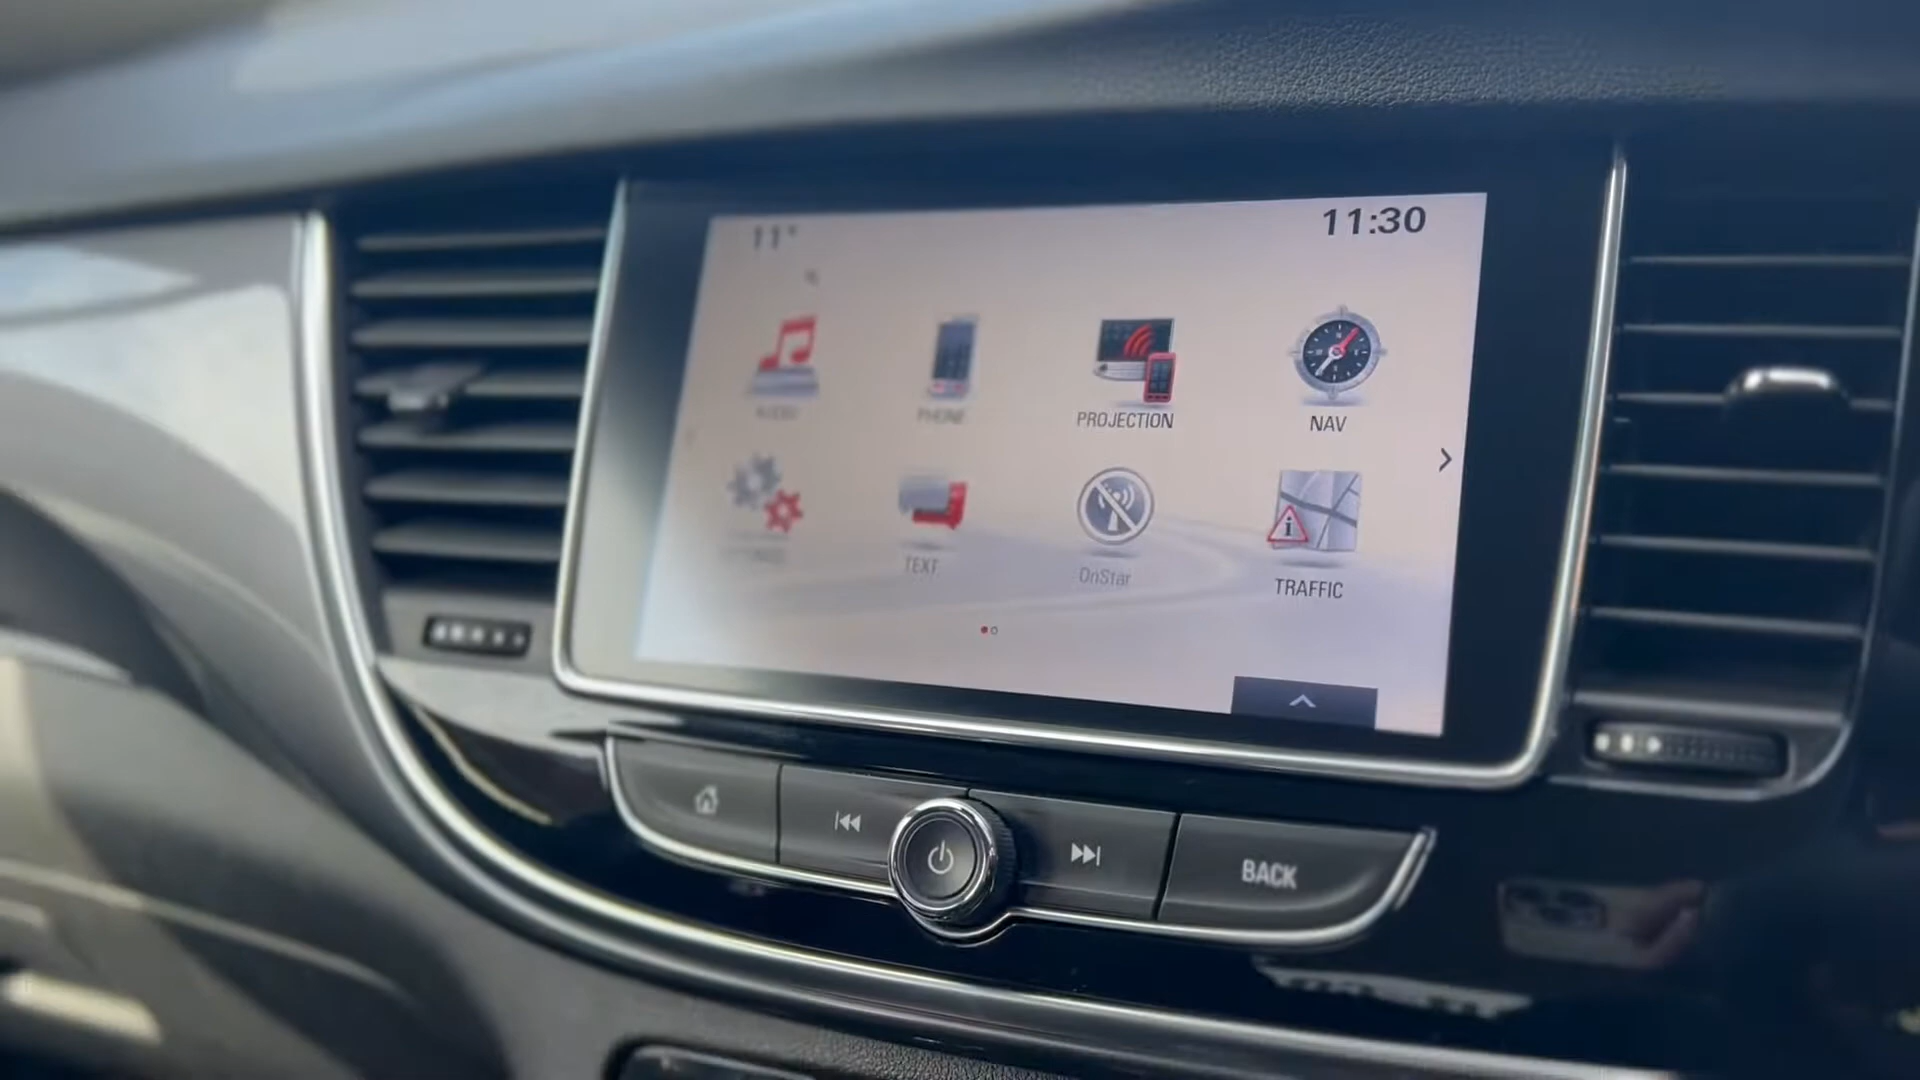 11°
11:30
AUDIO
PHONE
PROJECTION
NAV
TEXT
OnStar
TRAFFIC
BACK